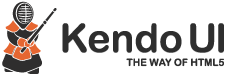 Kendo UI
THE WAY OF HTML5